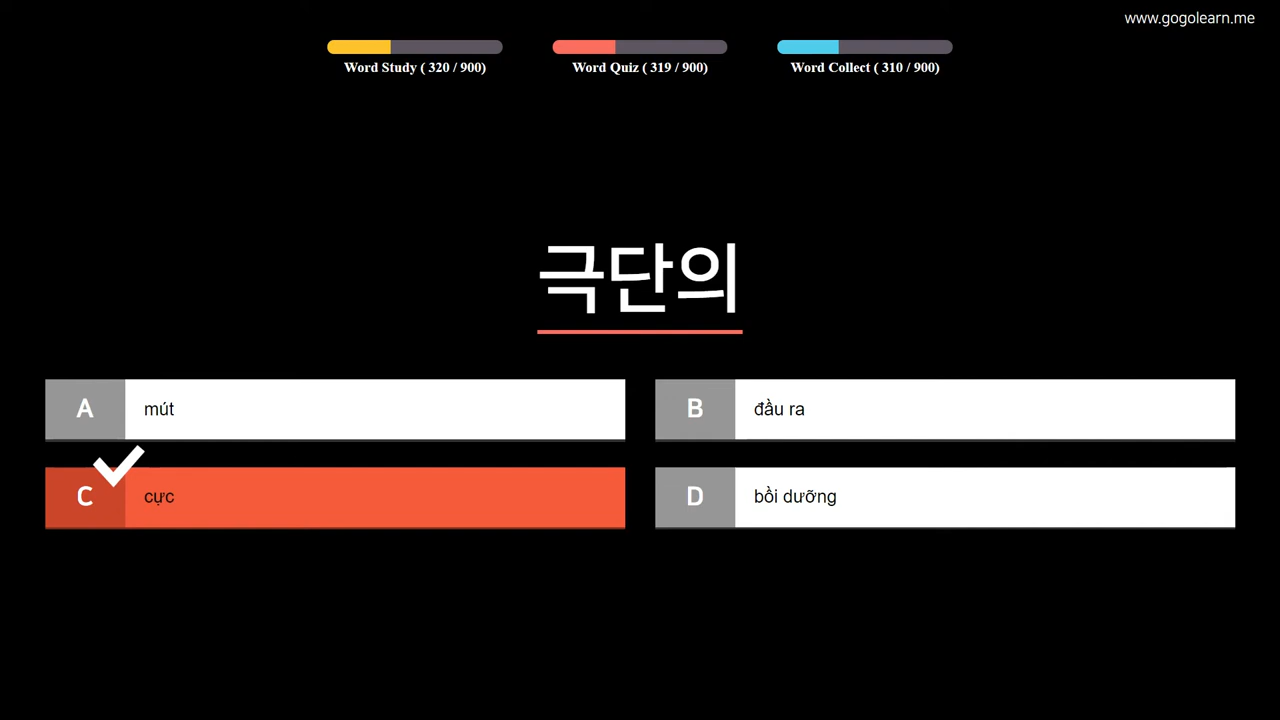 www.gogolearn.me
Word Study ( 320 / 900)
Word Quiz ( 319 / 900)
Word Collect ( 310 / 900)
극단의
A mút
B đầu ra
C cực
D bồi dưỡng